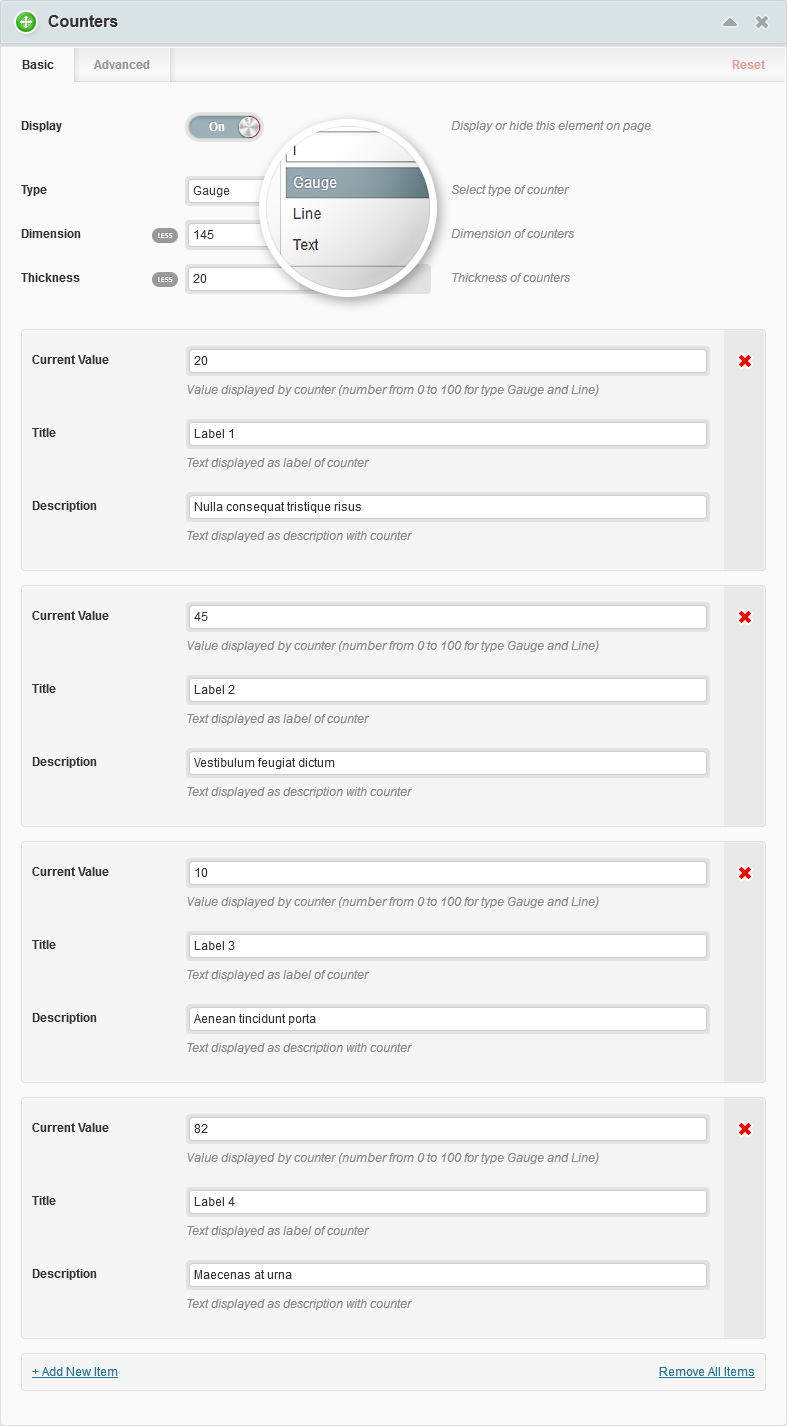 Counters
Basic Advanced Reset
Display On Display or hide this element on page
Type Gauge Select type of counter
Gauge
Line
Text
Dimension LESS 145 Dimension of counters
Thickness LESS 20 Thickness of counters
Current Value 20
Value displayed by counter (number from 0 to 100 for type Gauge and Line)
Title Label 1
Text displayed as label of counter
Description Nulla consequat tristique risus
Text displayed as description with counter
Current Value 45
Value displayed by counter (number from 0 to 100 for type Gauge and Line)
Title Label 2
Text displayed as label of counter
Description Vestibulum feugiat dictum
Text displayed as description with counter
Current Value 10
Value displayed by counter (number from 0 to 100 for type Gauge and Line)
Title Label 3
Text displayed as label of counter
Description Aenean tincidunt porta
Text displayed as description with counter
Current Value 82
Value displayed by counter (number from 0 to 100 for type Gauge and Line)
Title Label 4
Text displayed as label of counter
Description Maecenas at urna
Text displayed as description with counter
+ Add New Item Remove All Items